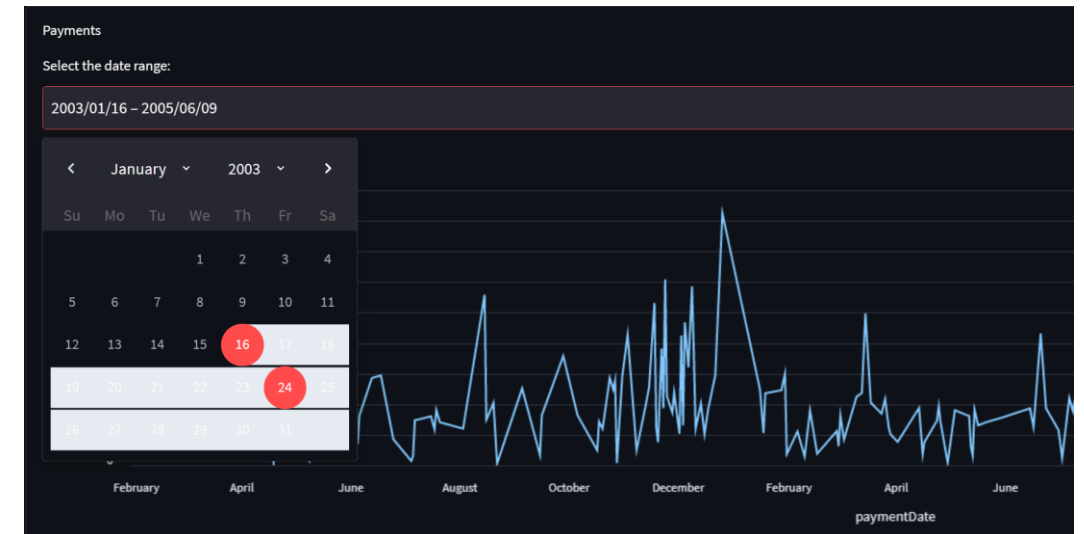 Payments
Select the date range:
2003/01/16 – 2005/06/09
January 2003
Su Mo Tu We Th Fr Sa
1 2 3 4
5 6 7 8 9 10 11
12 13 14 15 16 17 18
19 20 21 22 23 24 25
26 27 28 29 30 31
February April June August October December February April June
paymentDate